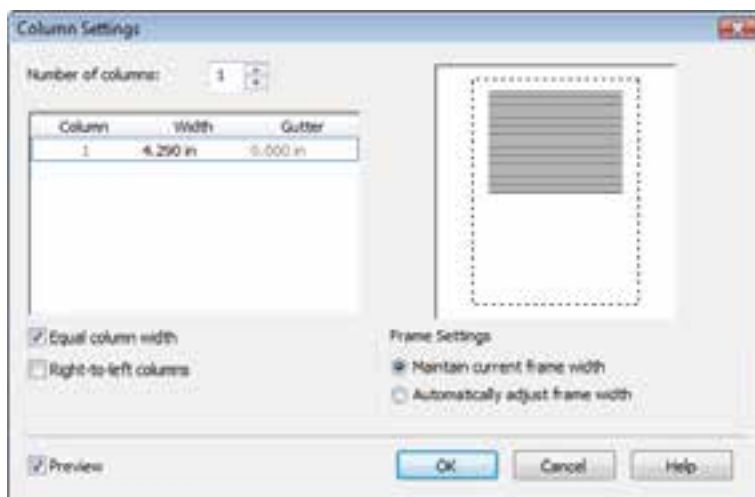 Column Settings
Number of columns: 1
Column Width Gutter
1 4.290 in 0.000 in
Equal column width
Right-to-left columns
Frame Settings
Maintain current frame width
Automatically adjust frame width
Preview
OK Cancel Help